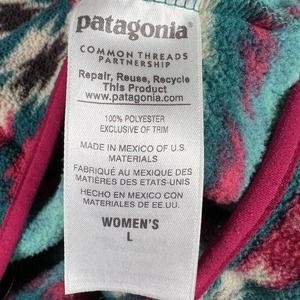 patagonia®
COMMON THREADS
PARTNERSHIP
Repair, Reuse, Recycle
This Product
www.patagonia.com
100% POLYESTER
EXCLUSIVE OF TRIM
MADE IN MEXICO OF U.S.
MATERIALS
FABRIQUÉ AU MEXIQUE DES
MATIÈRES DES ETATS-UNIS
HECHO EN MEXICO CON
MATERIALES DE EE.UU.
WOMEN'S
L